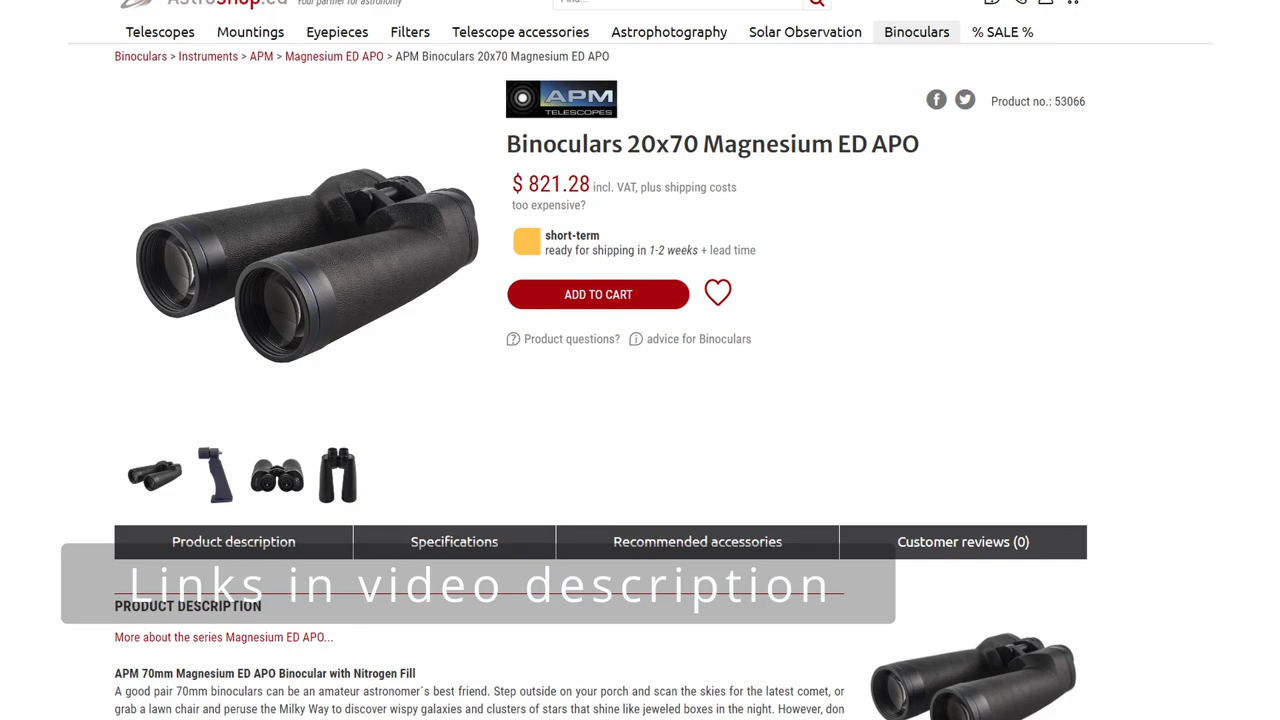 AstroShop.eu Your partner for astronomy
Find...
Telescopes Mountings Eyepieces Filters Telescope accessories Astrophotography Solar Observation Binoculars % SALE %
Binoculars > Instruments > APM > Magnesium ED APO > APM Binoculars 20x70 Magnesium ED APO
APM
TELESCOPES
Product no.: 53066
Binoculars 20x70 Magnesium ED APO
$ 821.28 incl. VAT, plus shipping costs
too expensive?
short-term
ready for shipping in 1-2 weeks + lead time
ADD TO CART
Product questions? advice for Binoculars
Product description Specifications Recommended accessories Customer reviews (0)
Links in video description
PRODUCT DESCRIPTION
More about the series Magnesium ED APO...
APM 70mm Magnesium ED APO Binocular with Nitrogen Fill
A good pair 70mm binoculars can be an amateur astronomer´s best friend. Step outside on your porch and scan the skies for the latest comet, or
grab a lawn chair and peruse the Milky Way to discover wispy galaxies and clusters of stars that shine like jeweled boxes in the night. However, don